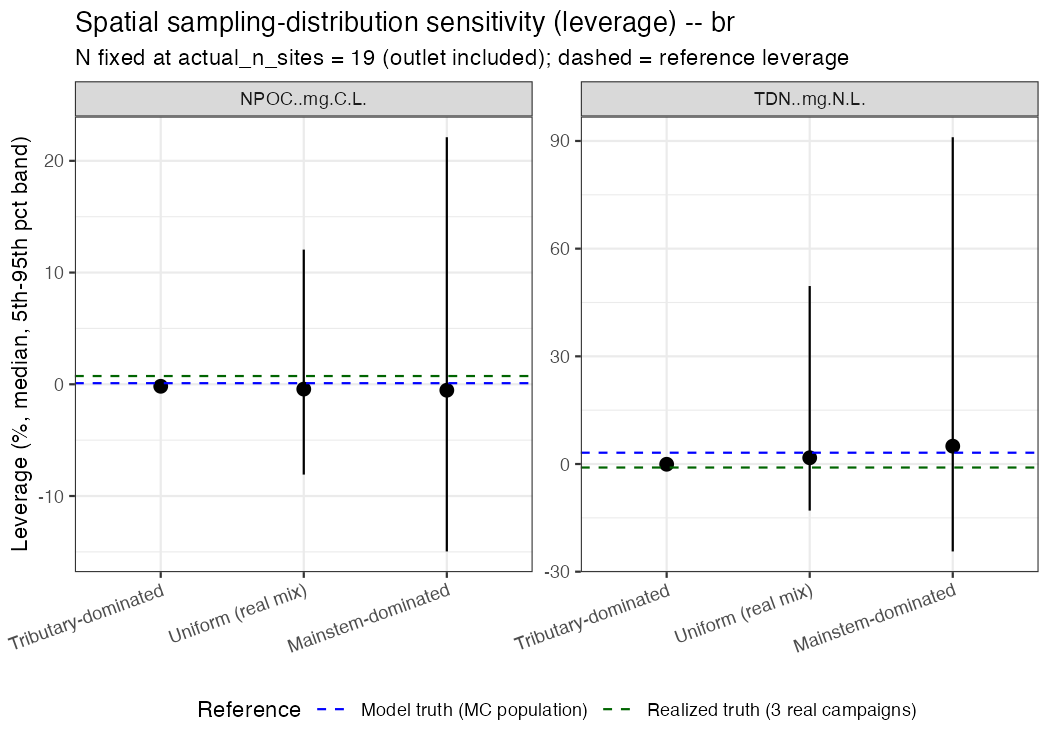 Spatial sampling-distribution sensitivity (leverage) -- br
N fixed at actual_n_sites = 19 (outlet included); dashed = reference leverage
NPOC..mg.C.L.
TDN..mg.N.L.
Leverage (%, median, 5th-95th pct band)
20
10
0
-10
90
60
30
0
-30
Tributary-dominated
Uniform (real mix)
Mainstem-dominated
Tributary-dominated
Uniform (real mix)
Mainstem-dominated
Reference Model truth (MC population) Realized truth (3 real campaigns)